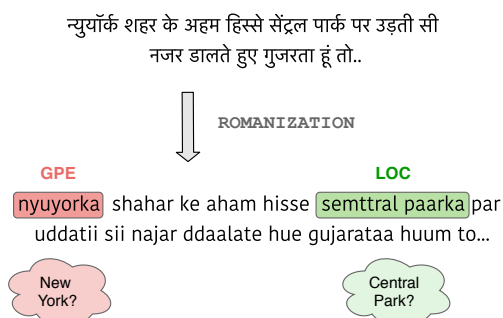 न्युयॉर्क शहर के अहम हिस्से सेंट्रल पार्क पर उड़ती सी
नजर डालते हुए गुजरता हूं तो..
ROMANIZATION
GPE LOC
nyuyorka shahar ke aham hisse semttral paarka par
uddatii sii najar ddaalate hue gujarataa huum to...
New Central
York? Park?